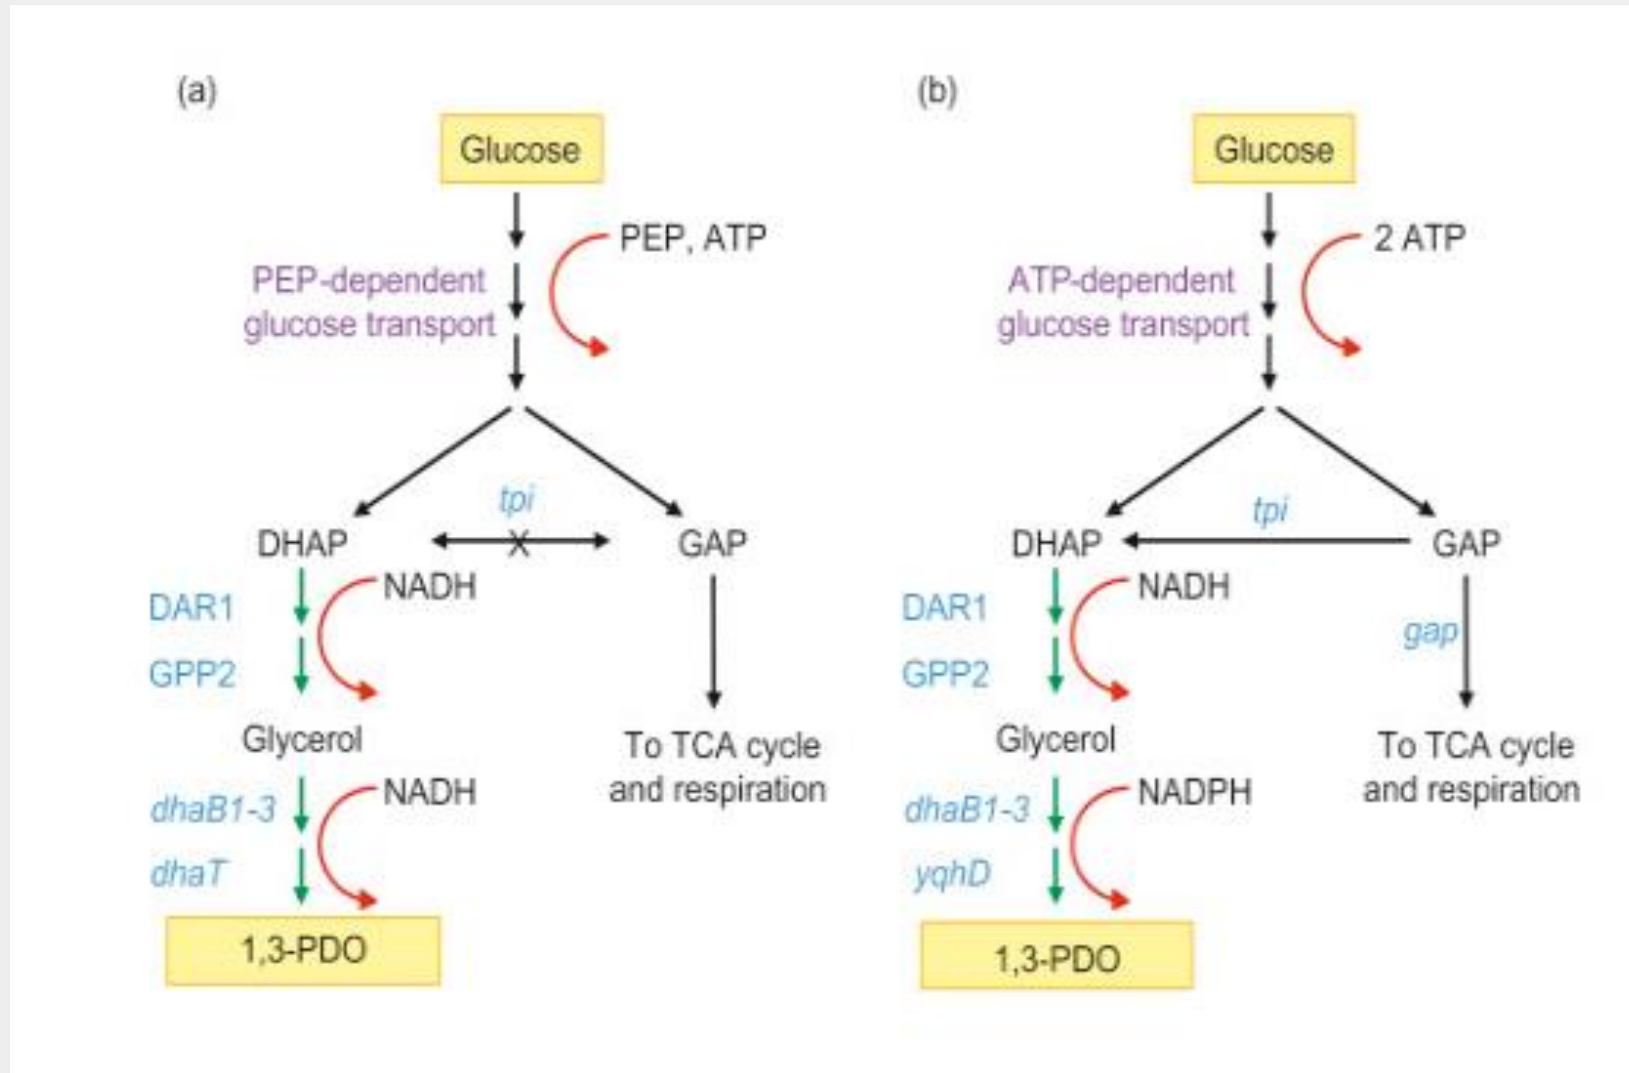 (a)
Glucose
PEP, ATP
PEP-dependent
glucose transport
tpi
DHAP
X
GAP
NADH
DAR1
GPP2
Glycerol
To TCA cycle
and respiration
NADH
dhaB1-3
dhaT
1,3-PDO
(b)
Glucose
2 ATP
ATP-dependent
glucose transport
tpi
DHAP
GAP
NADH
DAR1
gap
GPP2
Glycerol
To TCA cycle
and respiration
NADPH
dhaB1-3
yqhD
1,3-PDO